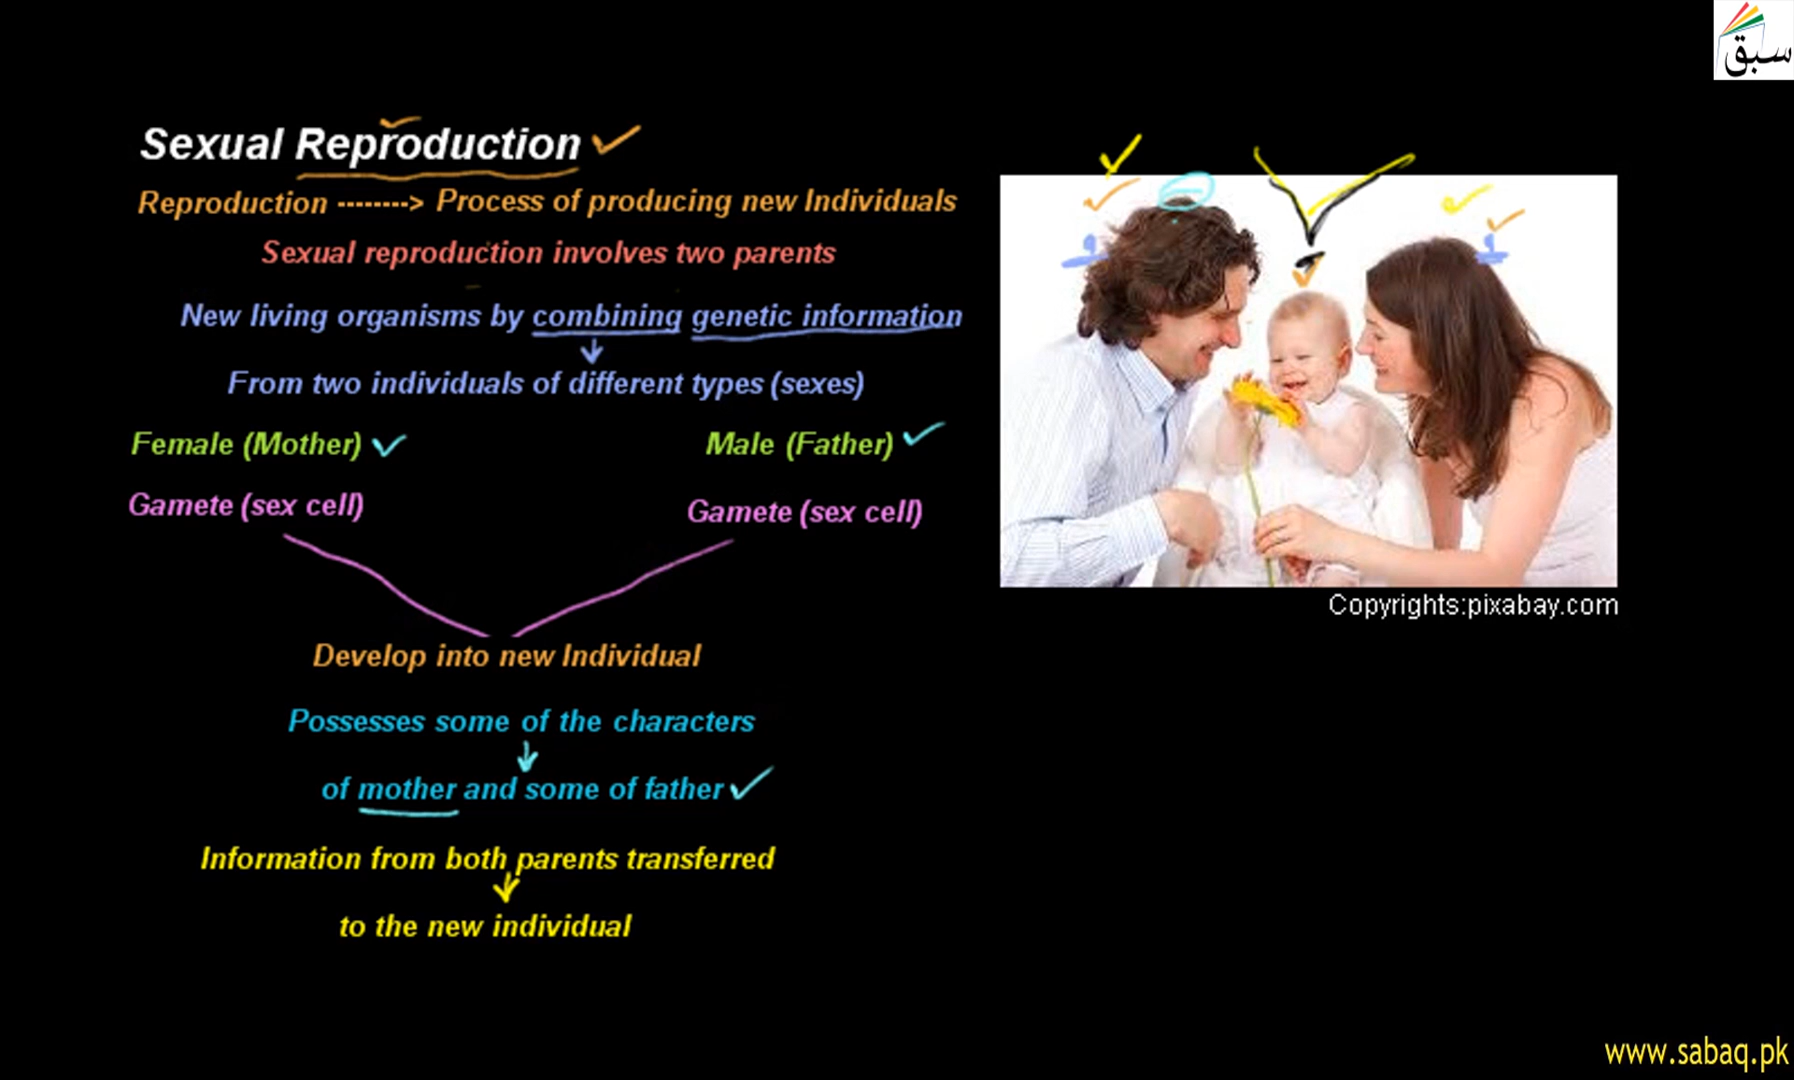 سبق
Sexual Reproduction
Reproduction --------> Process of producing new Individuals
Sexual reproduction involves two parents
New living organisms by combining genetic information
From two individuals of different types (sexes)
Female (Mother) Male (Father)
Gamete (sex cell) Gamete (sex cell)
Develop into new Individual
Possesses some of the characters
of mother and some of father
Information from both parents transferred
to the new individual
Copyrights:pixabay.com
www.sabaq.pk